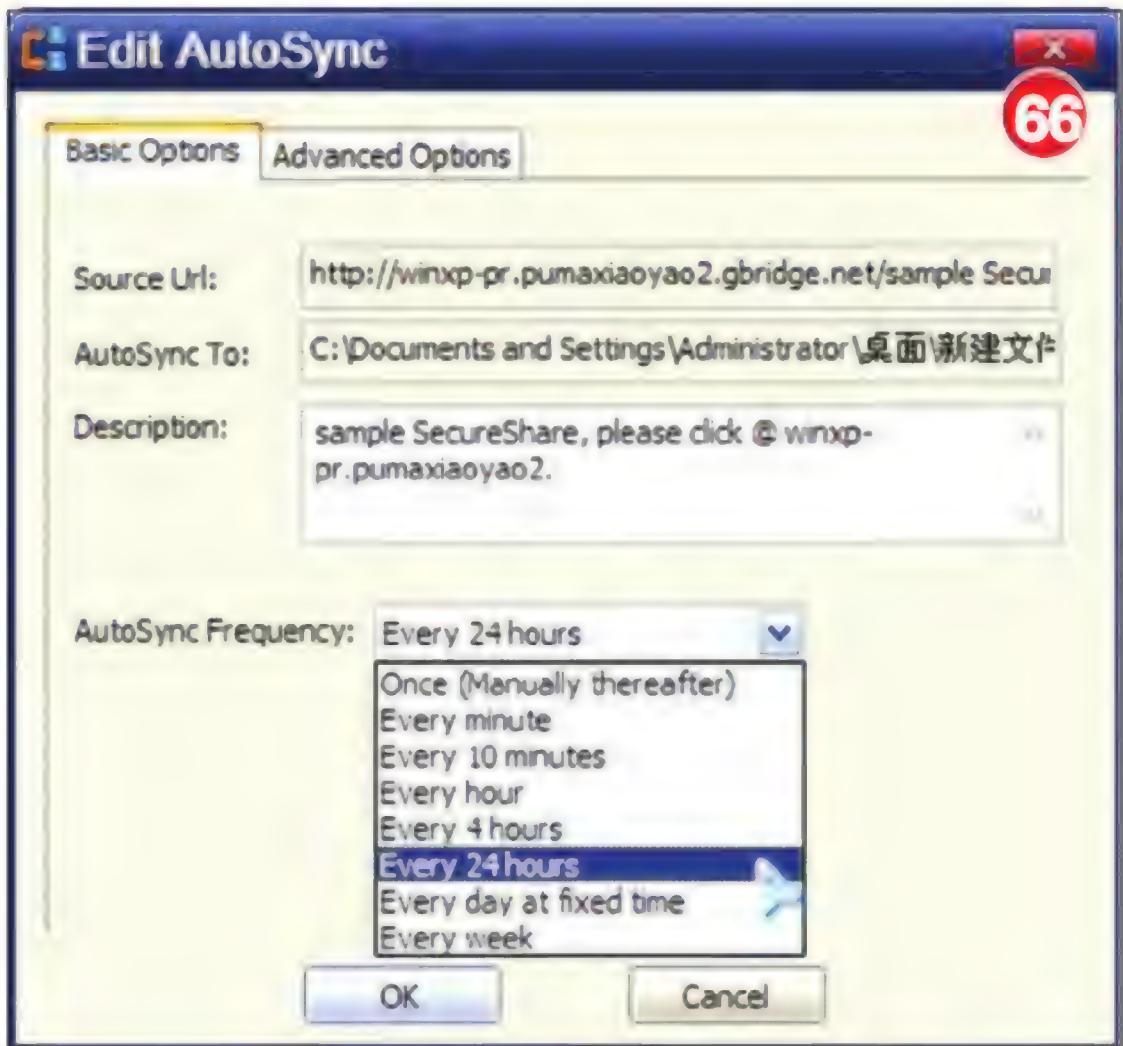 Edit AutoSync
66
Basic Options
Advanced Options
Source Url:
http://winxp-pr.pumaxiaoyao2.gbridge.net/sample Secur
AutoSync To:
C:\Documents and Settings\Administrator\桌面\新建文件
Description:
sample SecureShare, please click @ winxp-
pr.pumaxiaoyao2.
AutoSync Frequency:
Every 24 hours
Once (Manually thereafter)
Every minute
Every 10 minutes
Every hour
Every 4 hours
Every 24 hours
Every day at fixed time
Every week
OK
Cancel